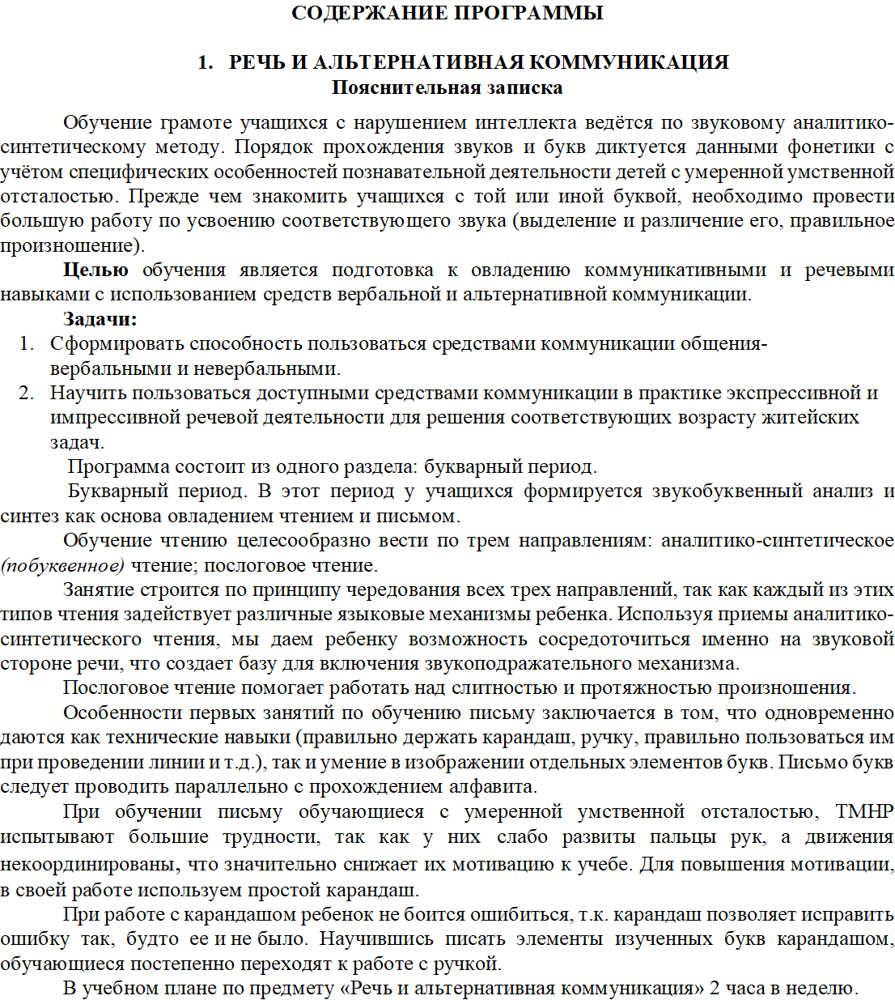 СОДЕРЖАНИЕ ПРОГРАММЫ
1. РЕЧЬ И АЛЬТЕРНАТИВНАЯ КОММУНИКАЦИЯ
Пояснительная записка
Обучение грамоте учащихся с нарушением интеллекта ведётся по звуковому аналитико-
синтетическому методу. Порядок прохождения звуков и букв диктуется данными фонетики с
учётом специфических особенностей познавательной деятельности детей с умеренной умственной
отсталостью. Прежде чем знакомить учащихся с той или иной буквой, необходимо провести
большую работу по усвоению соответствующего звука (выделение и различение его, правильное
произношение).
Целью обучения является подготовка к овладению коммуникативными и речевыми
навыками с использованием средств вербальной и альтернативной коммуникации.
Задачи:
1. Сформировать способность пользоваться средствами коммуникации общения-
вербальными и невербальными.
2. Научить пользоваться доступными средствами коммуникации в практике экспрессивной и
импрессивной речевой деятельности для решения соответствующих возрасту житейских
задач.
Программа состоит из одного раздела: букварный период.
Букварный период. В этот период у учащихся формируется звукобуквенный анализ и
синтез как основа овладением чтением и письмом.
Обучение чтению целесообразно вести по трем направлениям: аналитико-синтетическое
(побуквенное) чтение; послоговое чтение.
Занятие строится по принципу чередования всех трех направлений, так как каждый из этих
типов чтения задействует различные языковые механизмы ребенка. Используя приемы аналитико-
синтетического чтения, мы даем ребенку возможность сосредоточиться именно на звуковой
стороне речи, что создает базу для включения звукоподражательного механизма.
Послоговое чтение помогает работать над слитностью и протяжностью произношения.
Особенности первых занятий по обучению письму заключается в том, что одновременно
даются как технические навыки (правильно держать карандаш, ручку, правильно пользоваться им
при проведении линии и т.д.), так и умение в изображении отдельных элементов букв. Письмо букв
следует проводить параллельно с прохождением алфавита.
При обучении письму обучающиеся с умеренной умственной отсталостью, ТМНР
испытывают большие трудности, так как у них слабо развиты пальцы рук, а движения
некоординированы, что значительно снижает их мотивацию к учебе. Для повышения мотивации,
в своей работе используем простой карандаш.
При работе с карандашом ребенок не боится ошибиться, т.к. карандаш позволяет исправить
ошибку так, будто ее и не было. Научившись писать элементы изученных букв карандашом,
обучающиеся постепенно переходят к работе с ручкой.
В учебном плане по предмету «Речь и альтернативная коммуникация» 2 часа в неделю.